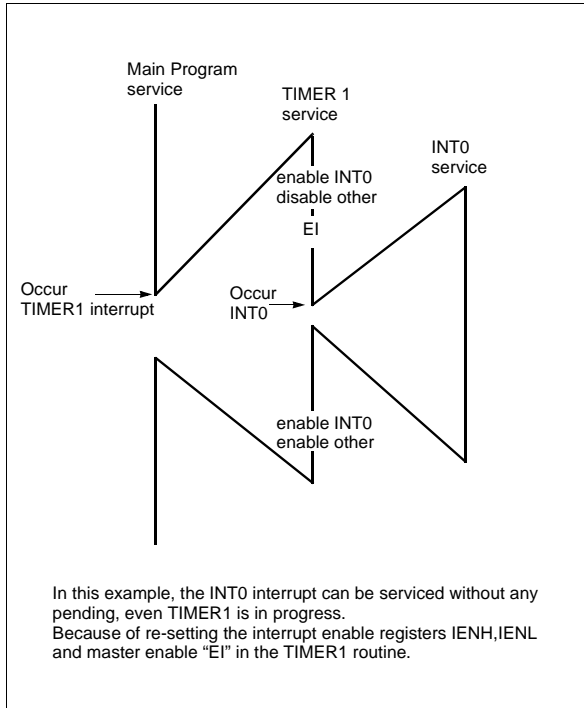 Main Program
service
TIMER 1
service
INT0
service
enable INT0
disable other
EI
Occur
TIMER1 interrupt
Occur
INT0
enable INT0
enable other
In this example, the INT0 interrupt can be serviced without any
pending, even TIMER1 is in progress.
Because of re-setting the interrupt enable registers IENH,IENL
and master enable “EI” in the TIMER1 routine.